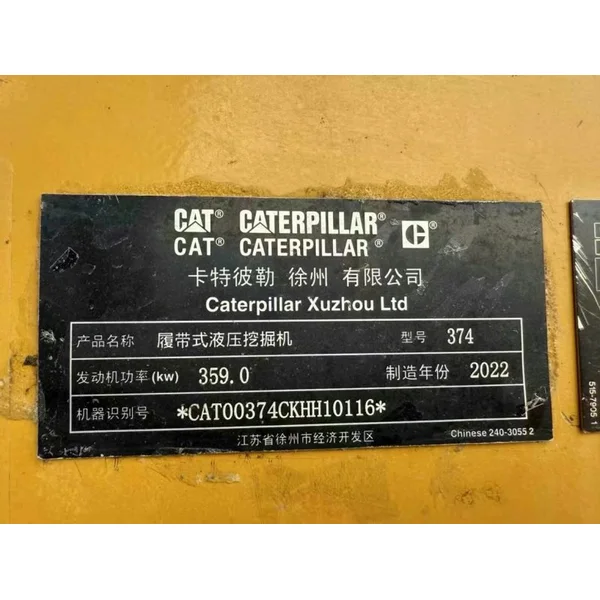 CAT® CATERPILLAR®
CAT® CATERPILLAR®
卡特彼勒 徐州 有限公司
Caterpillar Xuzhou Ltd
产品名称 履带式液压挖掘机 型号 374
发动机功率(kw) 359.0 制造年份 2022
机器识别号 *CAT00374CKHH10116*
江苏省徐州市经济开发区
Chinese 240-3055 2
515-7905 1